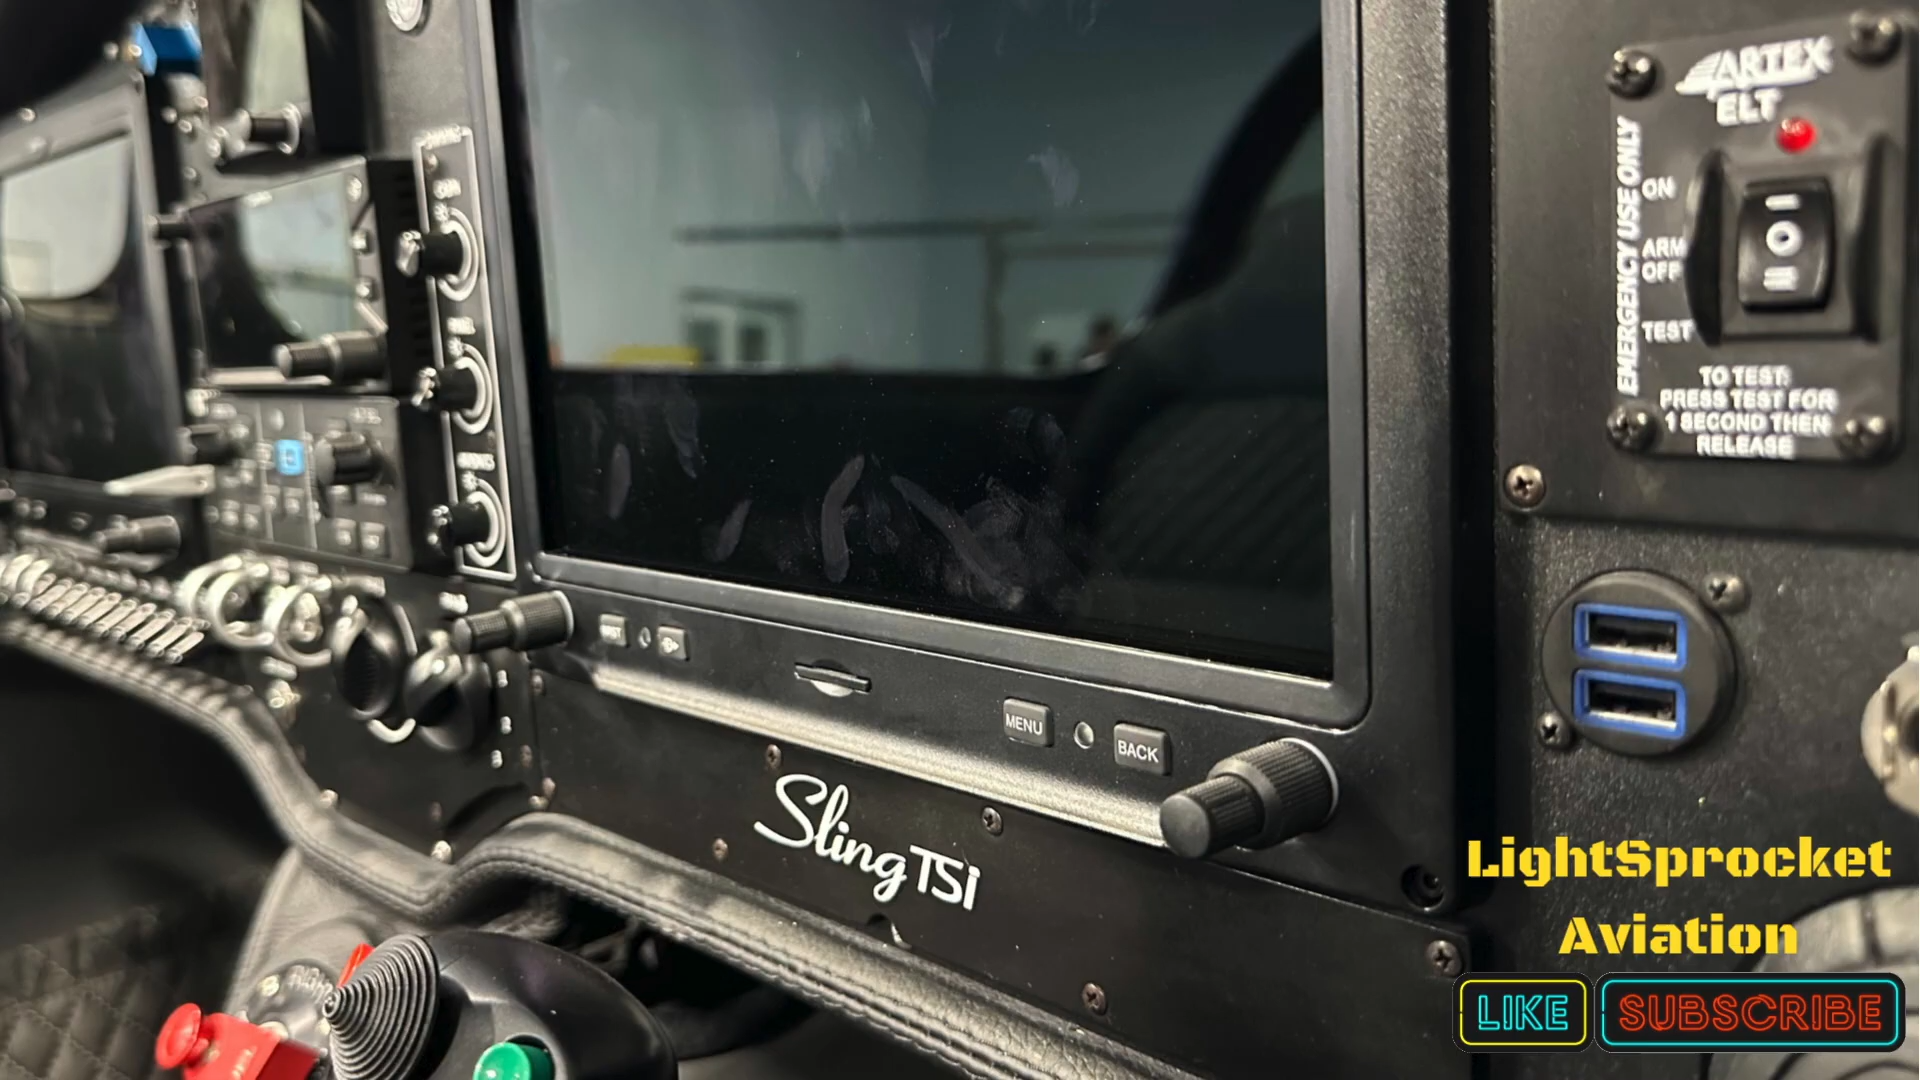 ARTEX
ELT
EMERGENCY USE ONLY
ON
ARM
OFF
TEST
TO TEST:
PRESS TEST FOR
1 SECOND THEN
RELEASE
MENU
BACK
Sling TSi
LightSprocket
Aviation
LIKE
SUBSCRIBE